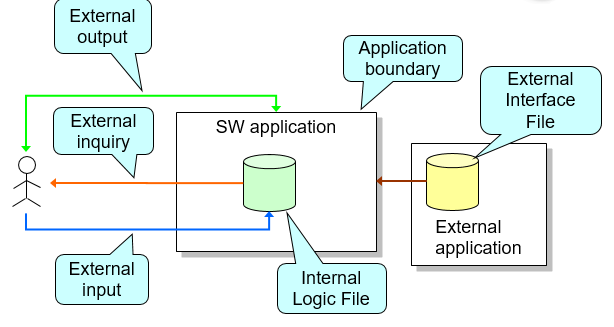 External
output
Application
boundary
External
Interface
File
External
inquiry
SW application
External
application
External
input
Internal
Logic File